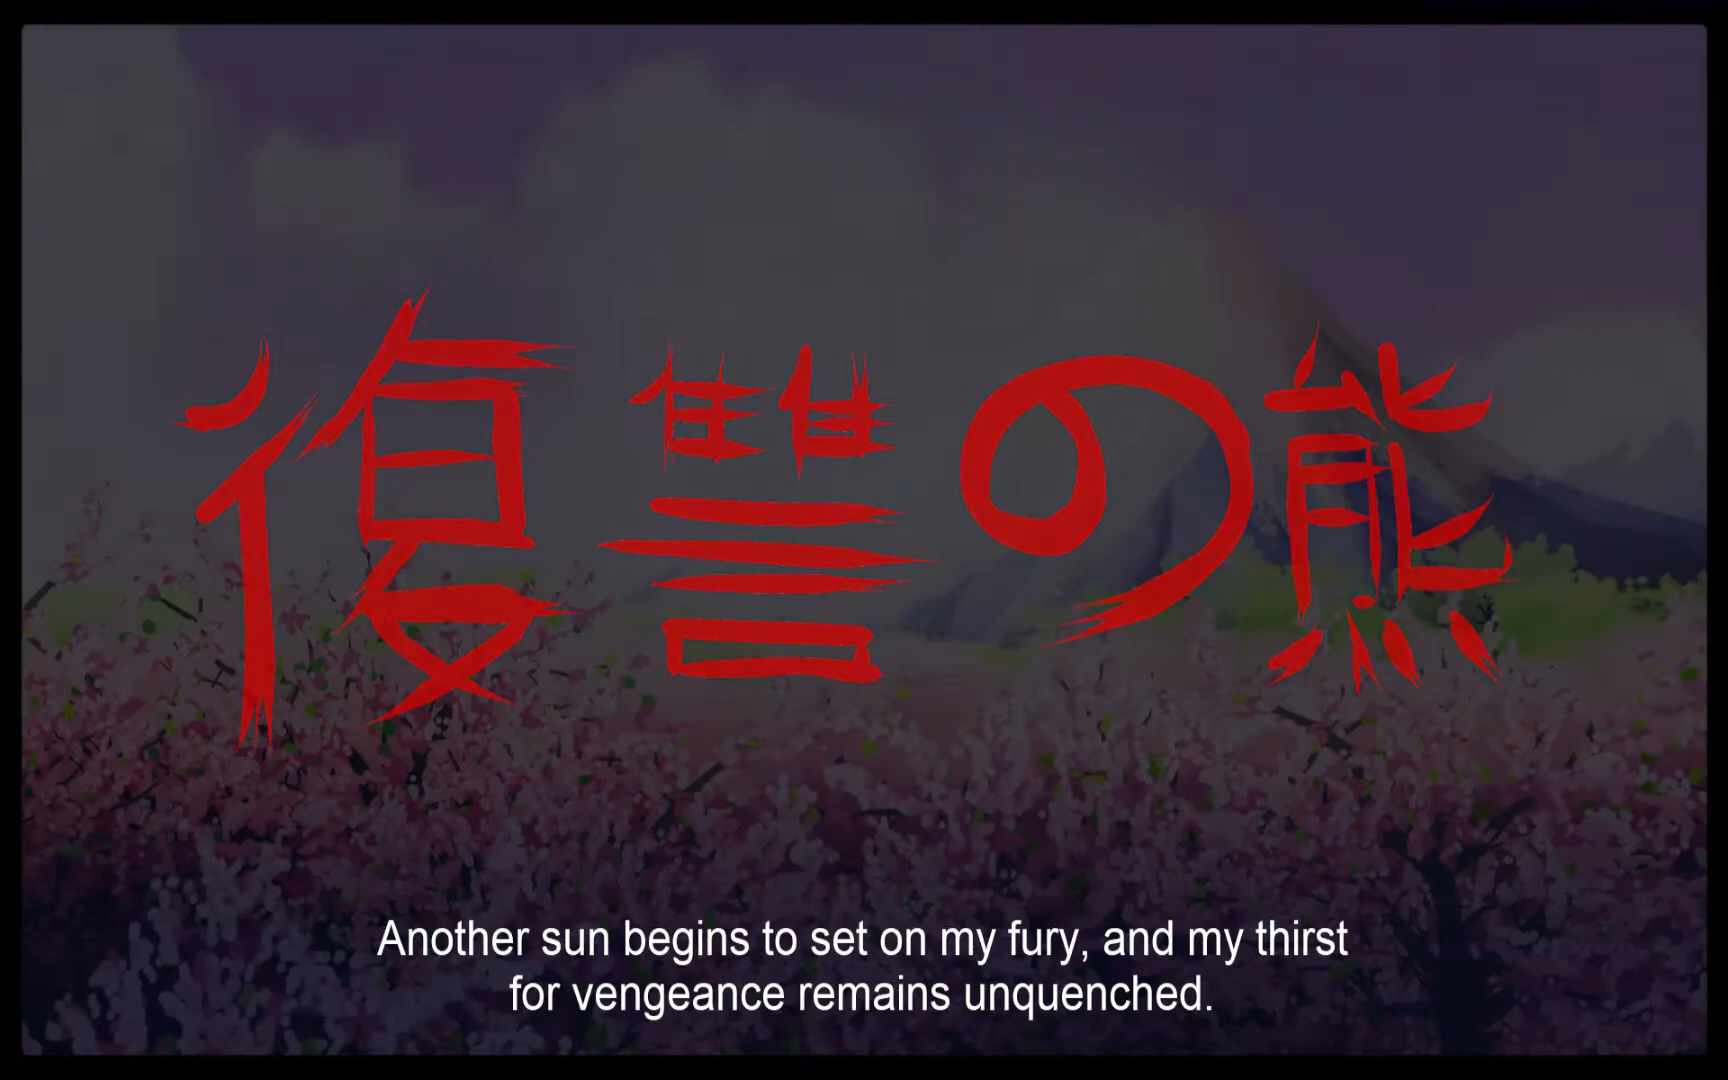 復讐の熊
Another sun begins to set on my fury, and my thirst
for vengeance remains unquenched.